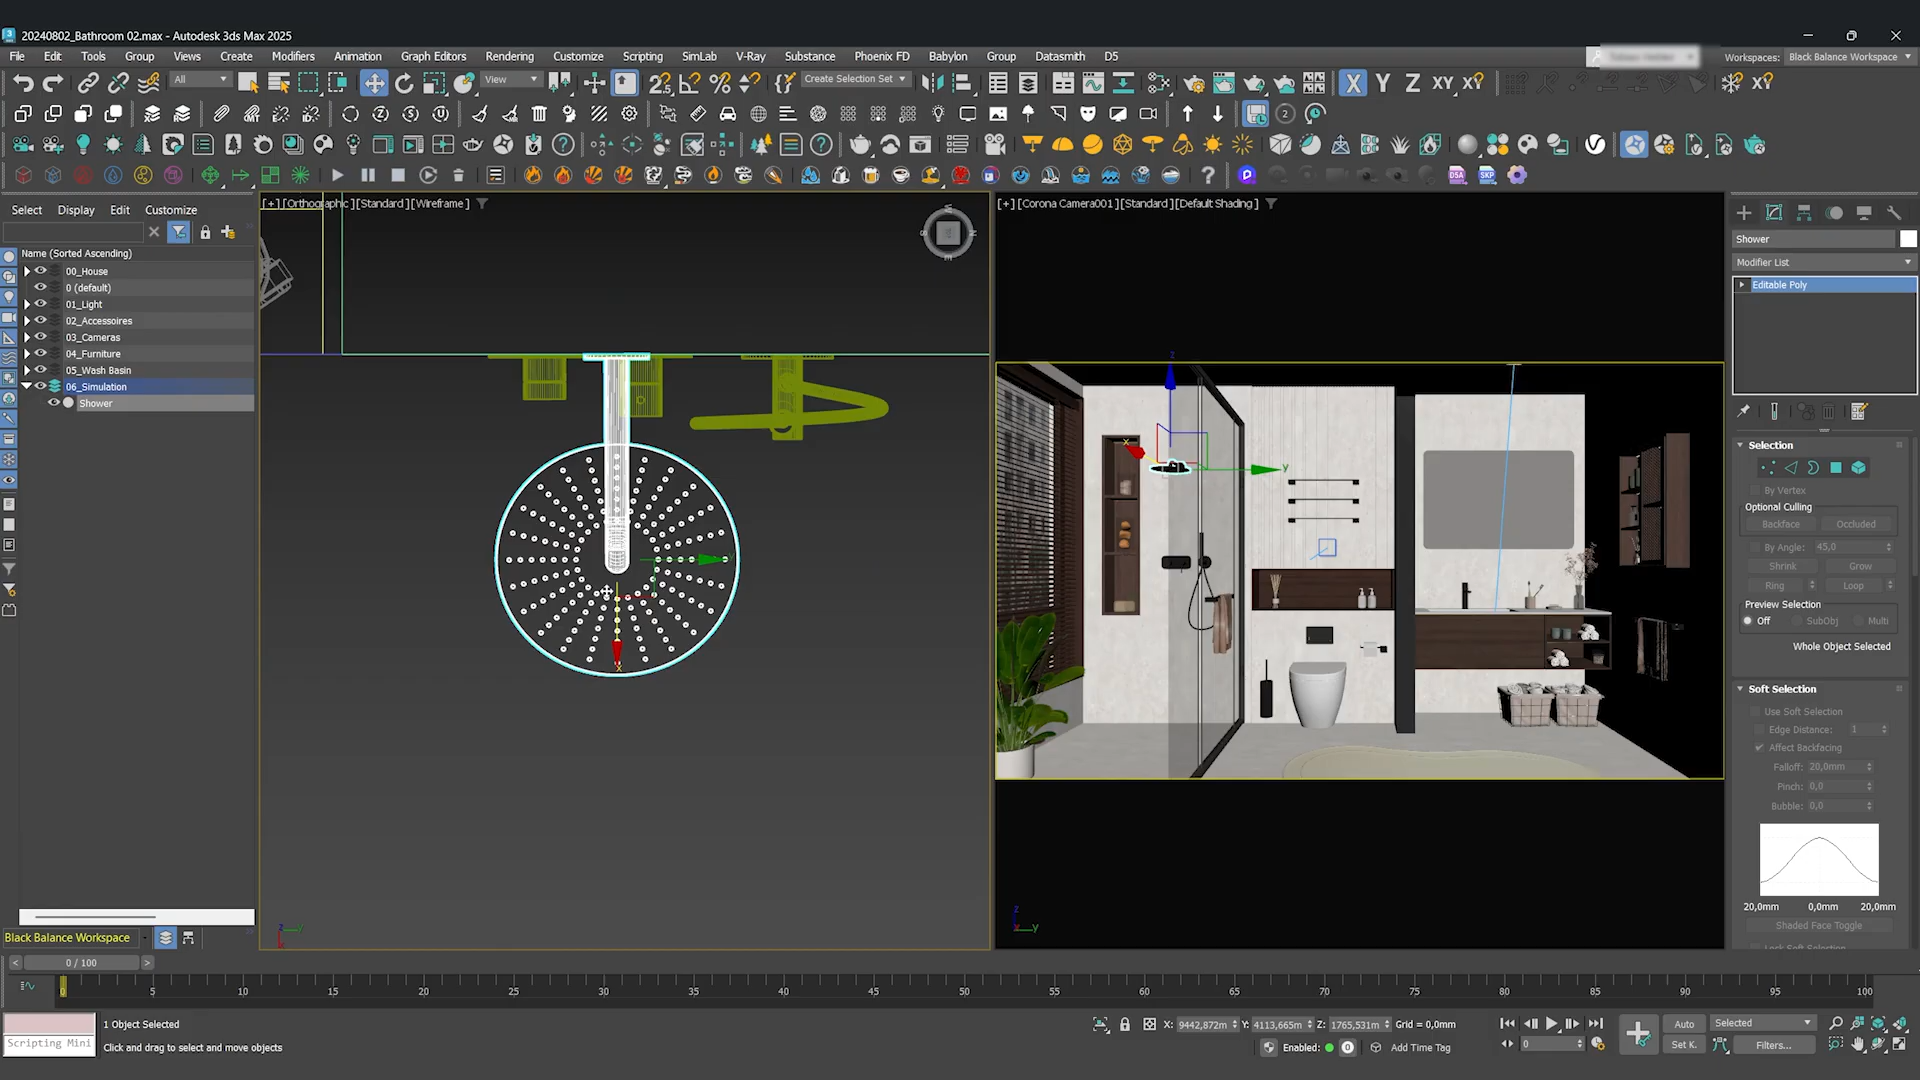 20240802_Bathroom 02.max - Autodesk 3ds Max 2025
File Edit Tools Group Views Create Modifiers Animation Graph Editors Rendering Customize Scripting SimLab V-Ray Substance Phoenix FD Babylon Group Datasmith D5
Workspaces: Black Balance Workspace
All
View
Create Selection Set
X Y Z XY XY
Select Display Edit Customize
Name (Sorted Ascending)
00_House
0 (default)
01_Light
02_Accessoires
03_Cameras
04_Furniture
05_Wash Basin
06_Simulation
Shower
Black Balance Workspace
[+] [Orthographic ] [Standard ] [Wireframe ]
[+] [Corona Camera001 ] [Standard ] [Default Shading ]
DSA
SKP
Shower
Modifier List
Editable Poly
Selection
By Vertex
Optional Culling
Backface Occluded
By Angle: 45,0
Shrink Grow
Ring Loop
Preview Selection
Off SubObj Multi
Whole Object Selected
Soft Selection
Use Soft Selection
Edge Distance: 1
Affect Backfacing
Falloff: 20,0mm
Pinch: 0,0
Bubble: 0,0
20,0mm 0,0mm 20,0mm
Shaded Face Toggle
Lock Soft Selection
0 / 100
0 5 10 15 20 25 30 35 40 45 50 55 60 65 70 75 80 85 90 95 100
Scripting Mini
1 Object Selected
Click and drag to select and move objects
X: 9442,872m Y: 4113,665m Z: 1765,531m Grid = 0,0mm
Enabled: 0
Add Time Tag
0
Auto
Selected
Set K.
Filters...